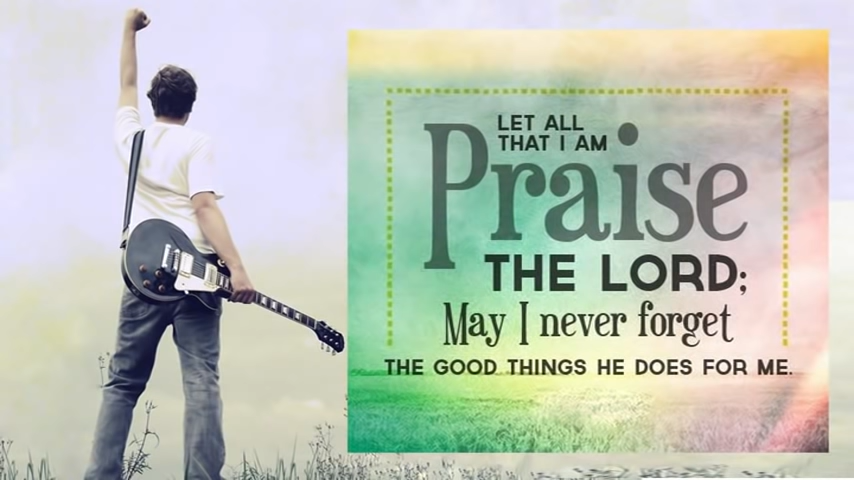 LET ALL
THAT I AM
Praise
THE LORD;
May I never forget
THE GOOD THINGS HE DOES FOR ME.